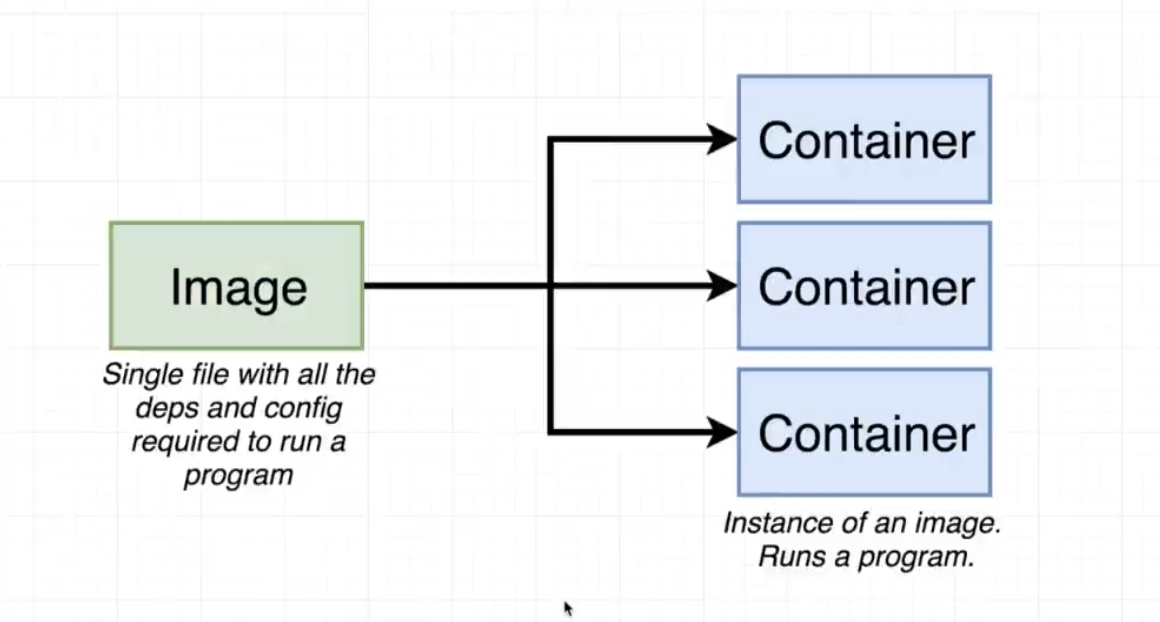 Container
Image
Container
Single file with all the
deps and config
required to run a
program
Container
Instance of an image.
Runs a program.